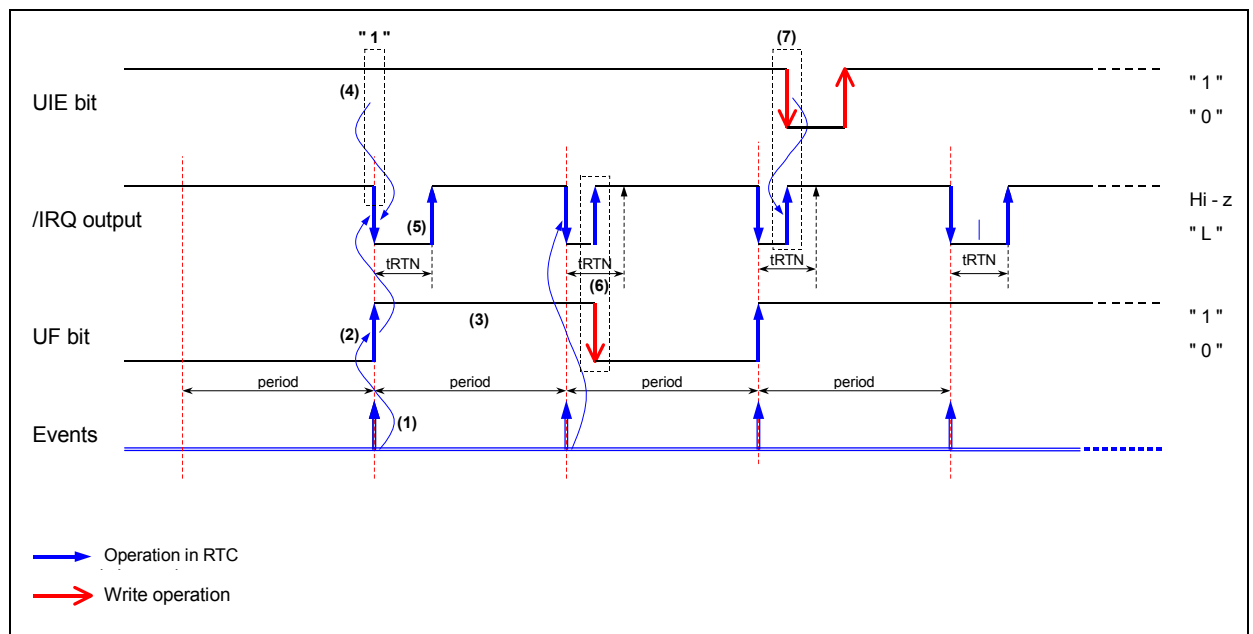 " 1 "
(7)
(4)
UIE bit
" 1 "
" 0 "
/IRQ output
(5)
Hi - z
" L "
tRTN
tRTN
tRTN
tRTN
(6)
(2)
(3)
UF bit
" 1 "
" 0 "
period
period
period
period
(1)
Events
Operation in RTC
Write operation